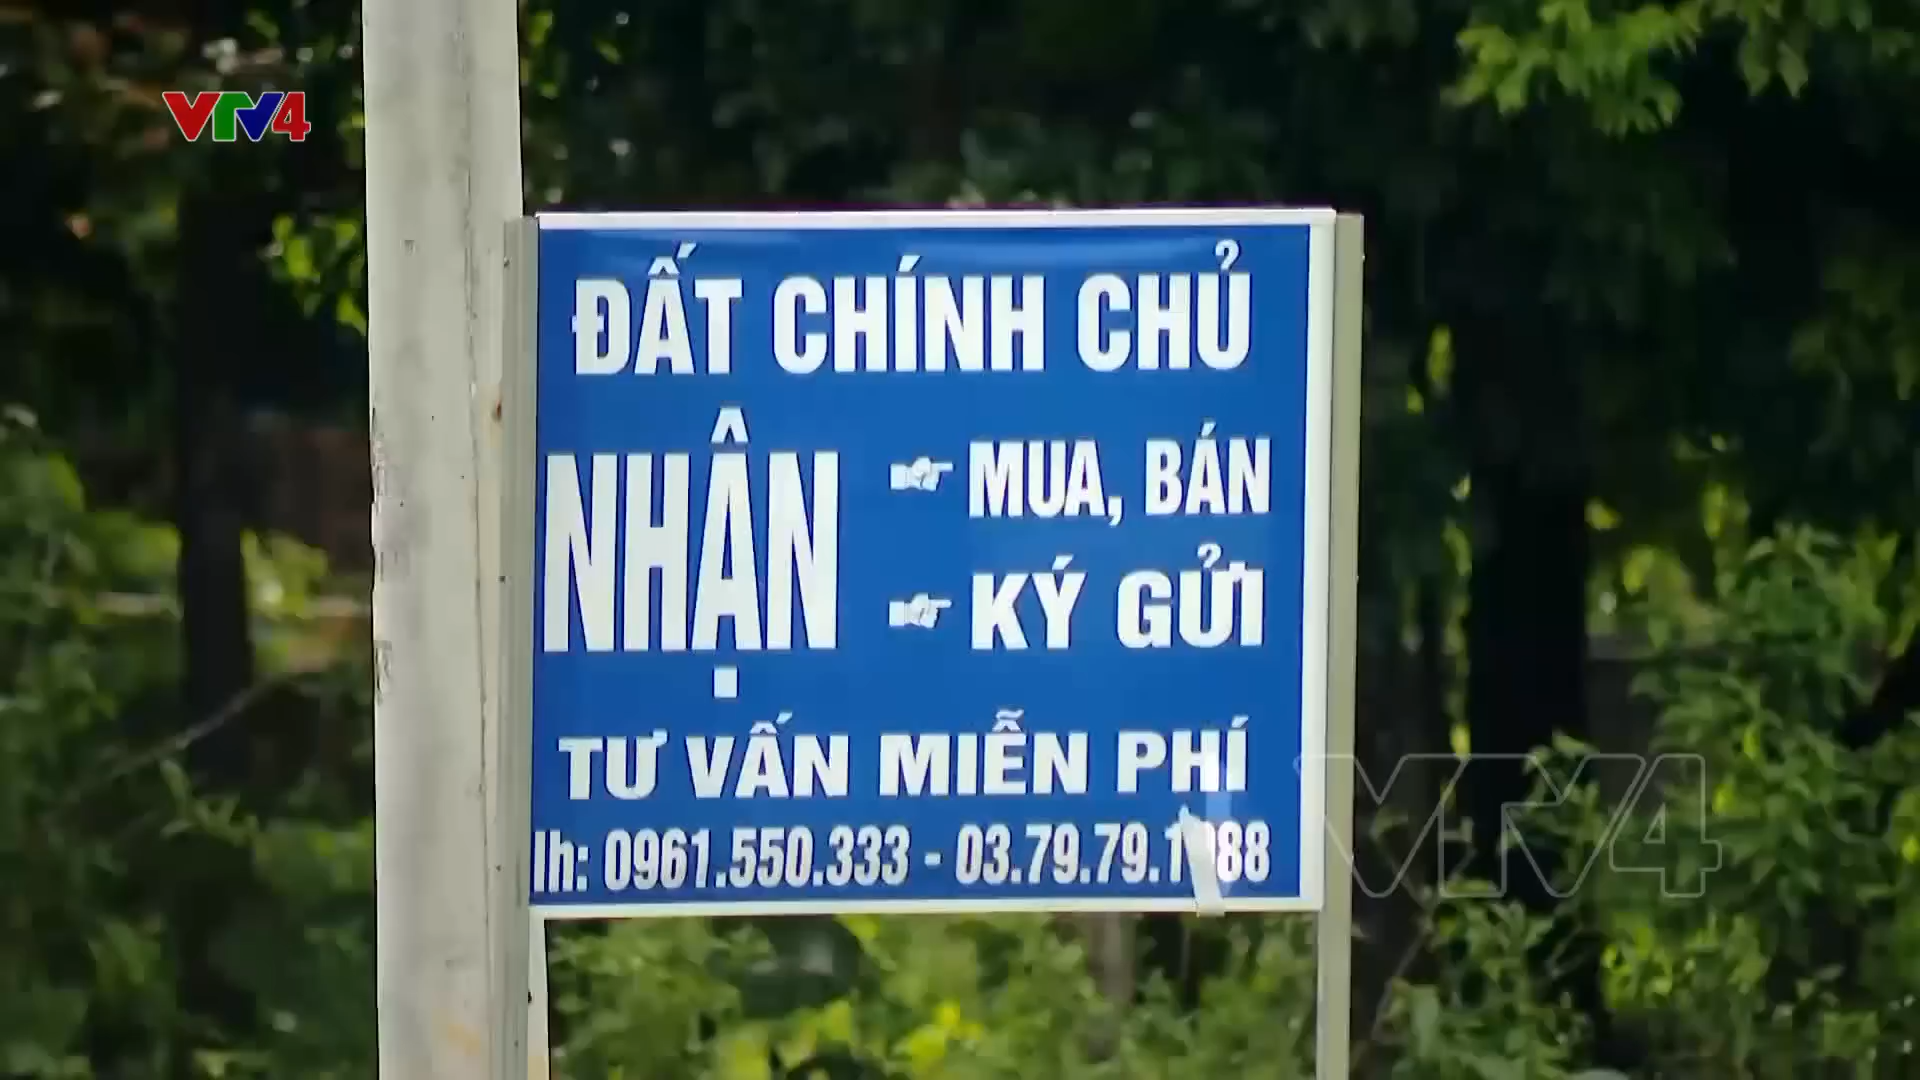 VTV4
ĐẤT CHÍNH CHỦ
NHẬN
MUA, BÁN
KÝ GỬI
TƯ VẤN MIỄN PHÍ
lh: 0961.550.333 -
VTV4